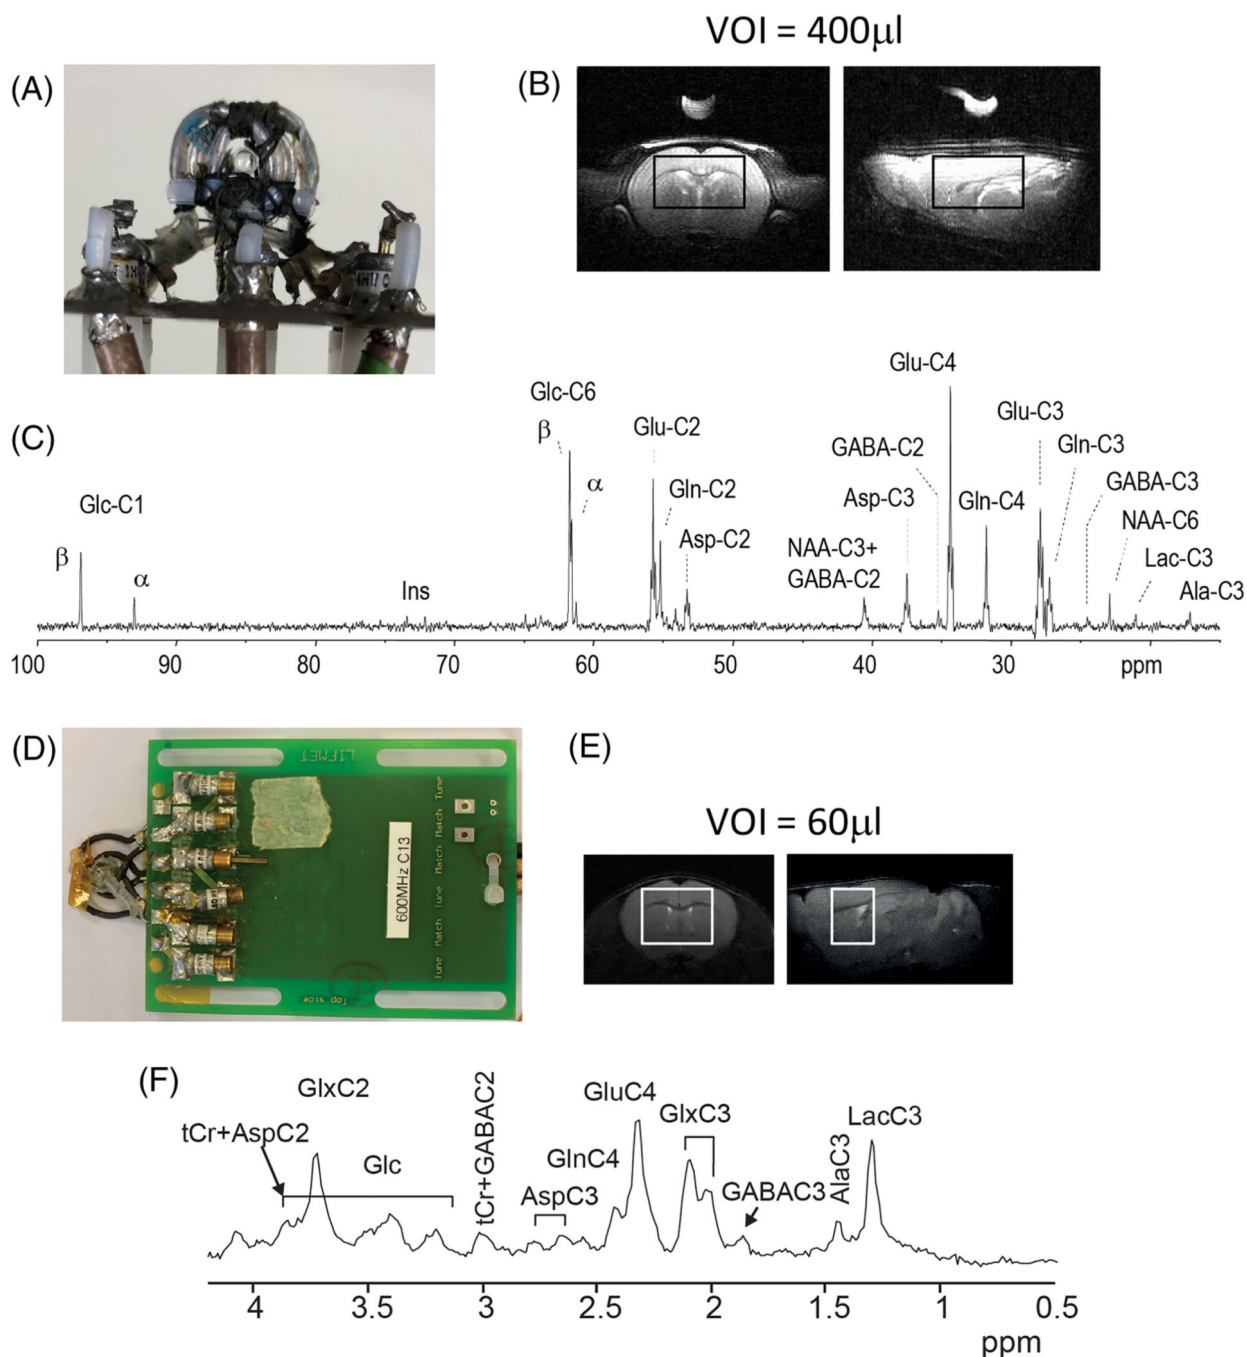 VOI = 400μl
(A)
(B)
(C)
Glc-C1
β
α
Ins
Glc-C6
β
α
Glu-C2
Gln-C2
Asp-C2
NAA-C3+
GABA-C2
Asp-C3
GABA-C2
Glu-C4
Gln-C4
Glu-C3
Gln-C3
GABA-C3
NAA-C6
Lac-C3
Ala-C3
100 90 80 70 60 50 40 30 ppm
(D)
LIFMET
Tune
Match
Match
Tune
Match
Tune
600MHz C13
Top side
(E)
VOI = 60μl
(F)
tCr+AspC2
GlxC2
Glc
tCr+GABAC2
AspC3
GlnC4
GluC4
GlxC3
GABAC3
AlaC3
LacC3
4 3.5 3 2.5 2 1.5 1 0.5
ppm